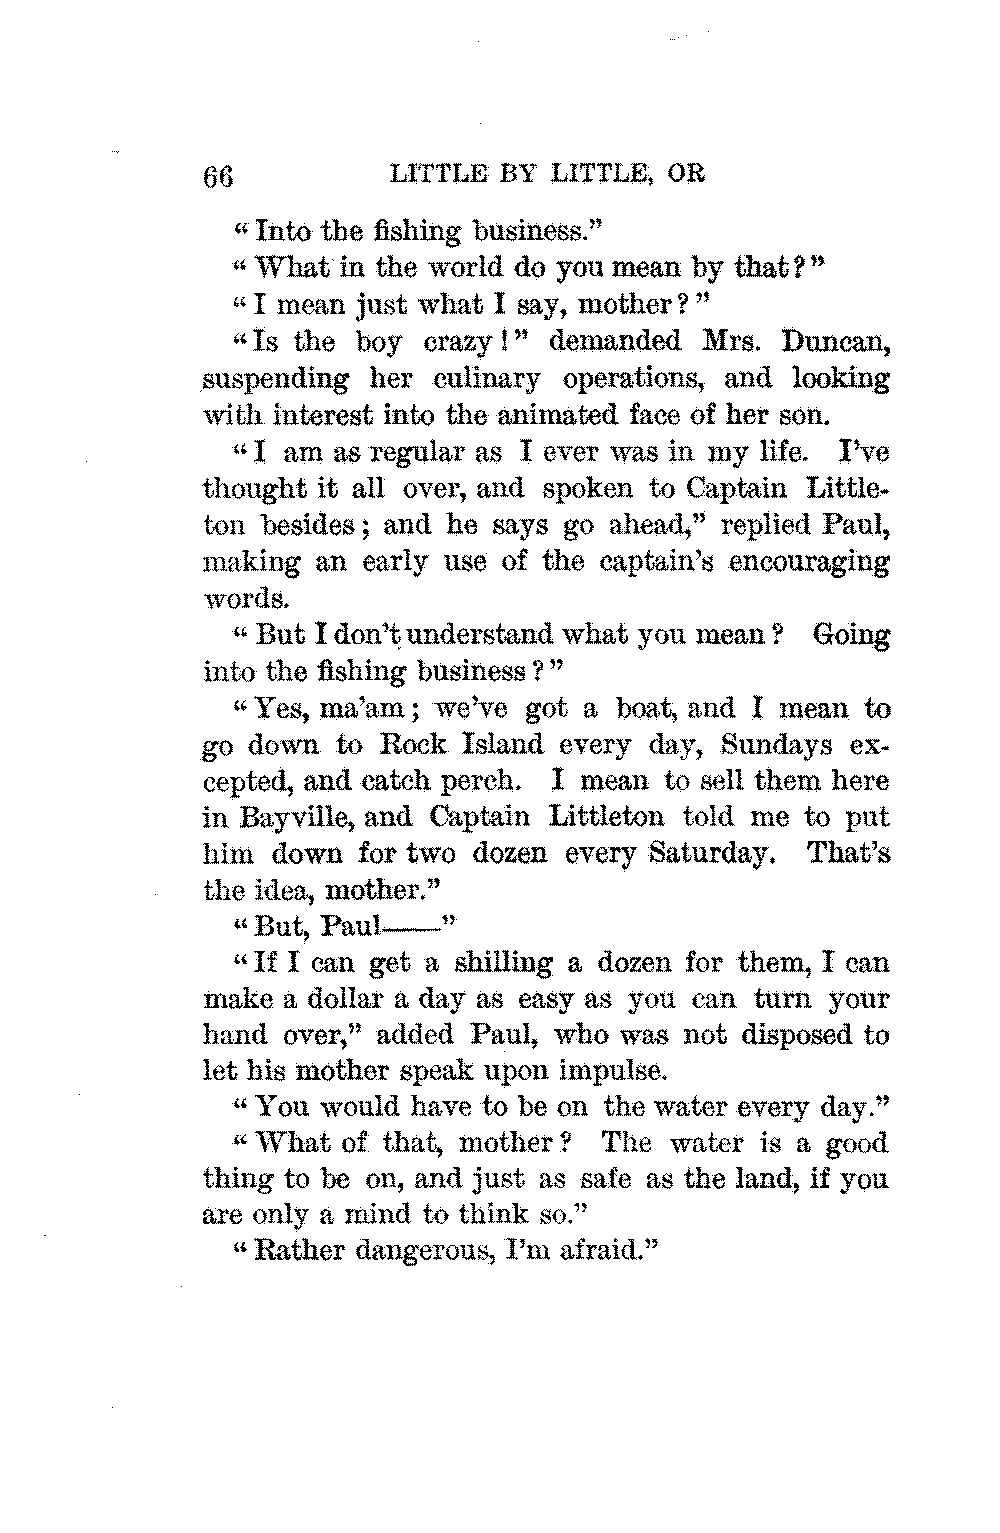 66 LITTLE BY LITTLE, OR
“Into the fishing business.”
“What in the world do you mean by that?”
“I mean just what I say, mother?”
“Is the boy crazy!” demanded Mrs. Duncan,
suspending her culinary operations, and looking
with interest into the animated face of her son.
“I am as regular as I ever was in my life. I’ve
thought it all over, and spoken to Captain Little-
ton besides; and he says go ahead,” replied Paul,
making an early use of the captain’s encouraging
words.
“But I don’t understand what you mean? Going
into the fishing business?”
“Yes, ma’am; we’ve got a boat, and I mean to
go down to Rock Island every day, Sundays ex-
cepted, and catch perch. I mean to sell them here
in Bayville, and Captain Littleton told me to put
him down for two dozen every Saturday. That’s
the idea, mother.”
“But, Paul——”
“If I can get a shilling a dozen for them, I can
make a dollar a day as easy as you can turn your
hand over,” added Paul, who was not disposed to
let his mother speak upon impulse.
“You would have to be on the water every day.”
“What of that, mother? The water is a good
thing to be on, and just as safe as the land, if you
are only a mind to think so.”
“Rather dangerous, I’m afraid.”